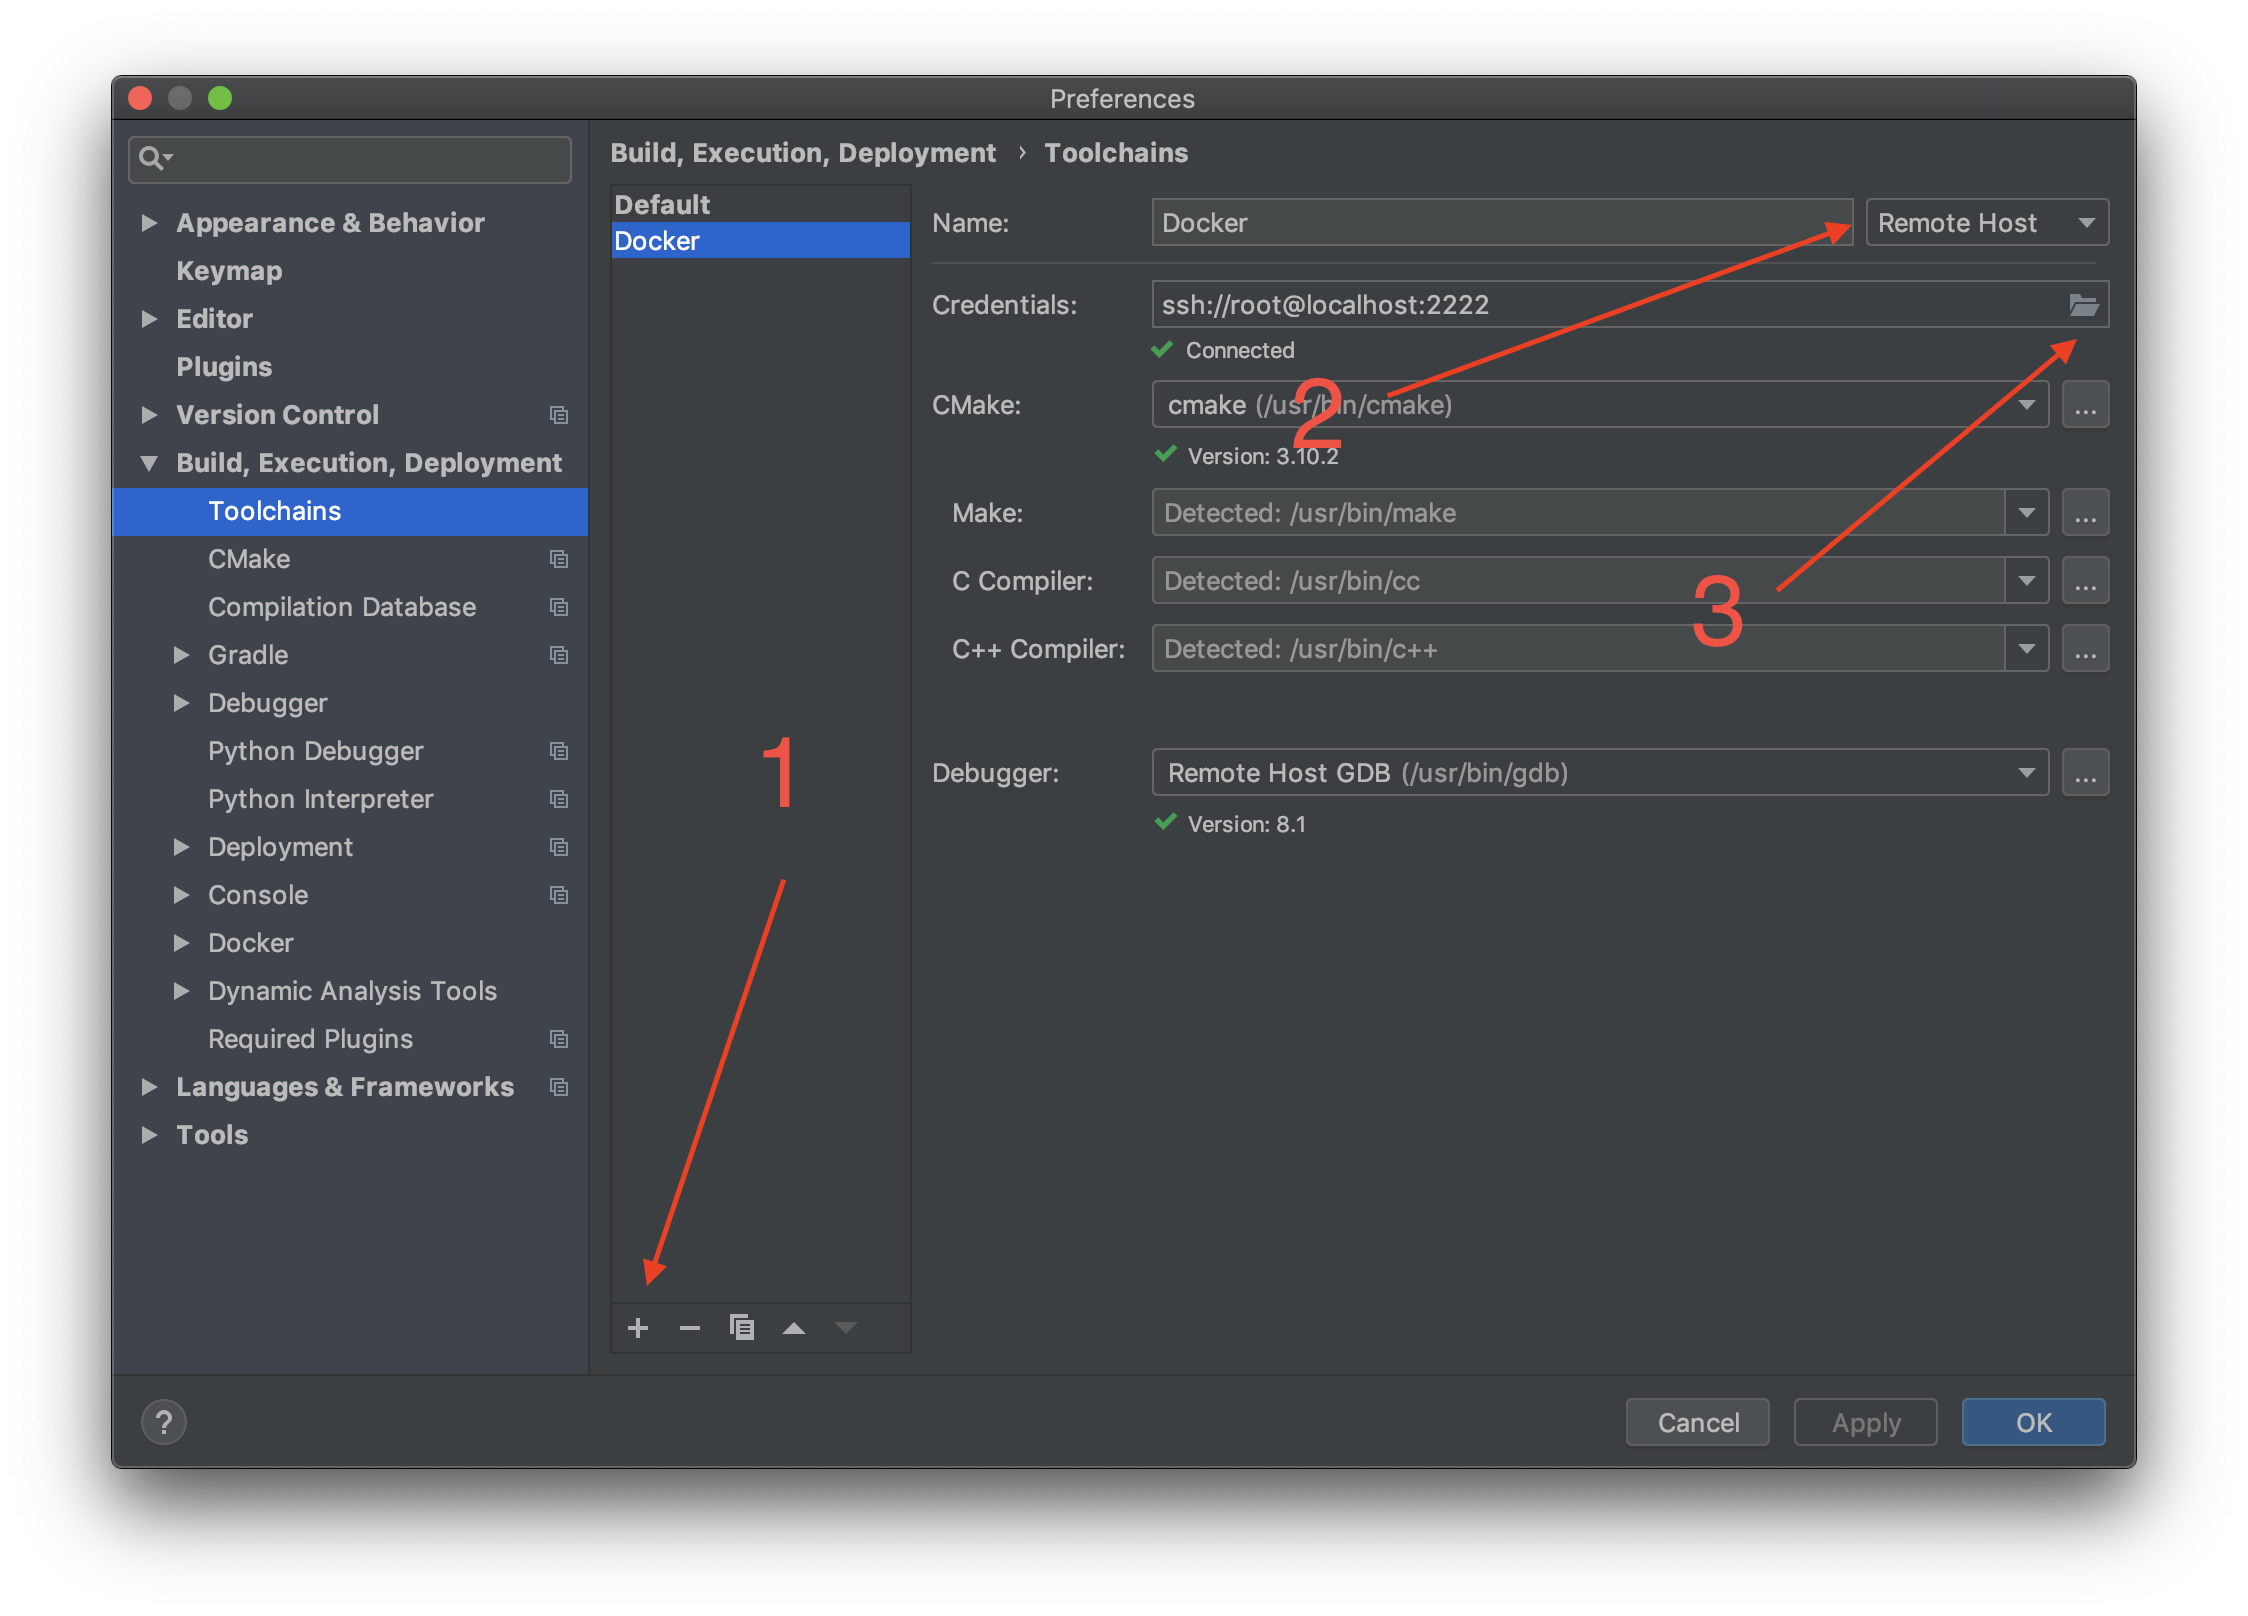 Preferences
Appearance & Behavior
Keymap
Editor
Plugins
Version Control
Build, Execution, Deployment
Toolchains
CMake
Compilation Database
Gradle
Debugger
Python Debugger
Python Interpreter
Deployment
Console
Docker
Dynamic Analysis Tools
Required Plugins
Languages & Frameworks
Tools
Build, Execution, Deployment › Toolchains
Default
Docker
1
Name: Docker Remote Host
Credentials: ssh://root@localhost:2222
Connected
2
CMake: cmake (/usr/bin/cmake) ...
Version: 3.10.2
Make: Detected: /usr/bin/make ...
C Compiler: Detected: /usr/bin/cc ...
3
C++ Compiler: Detected: /usr/bin/c++ ...
Debugger: Remote Host GDB (/usr/bin/gdb) ...
Version: 8.1
? Cancel Apply OK